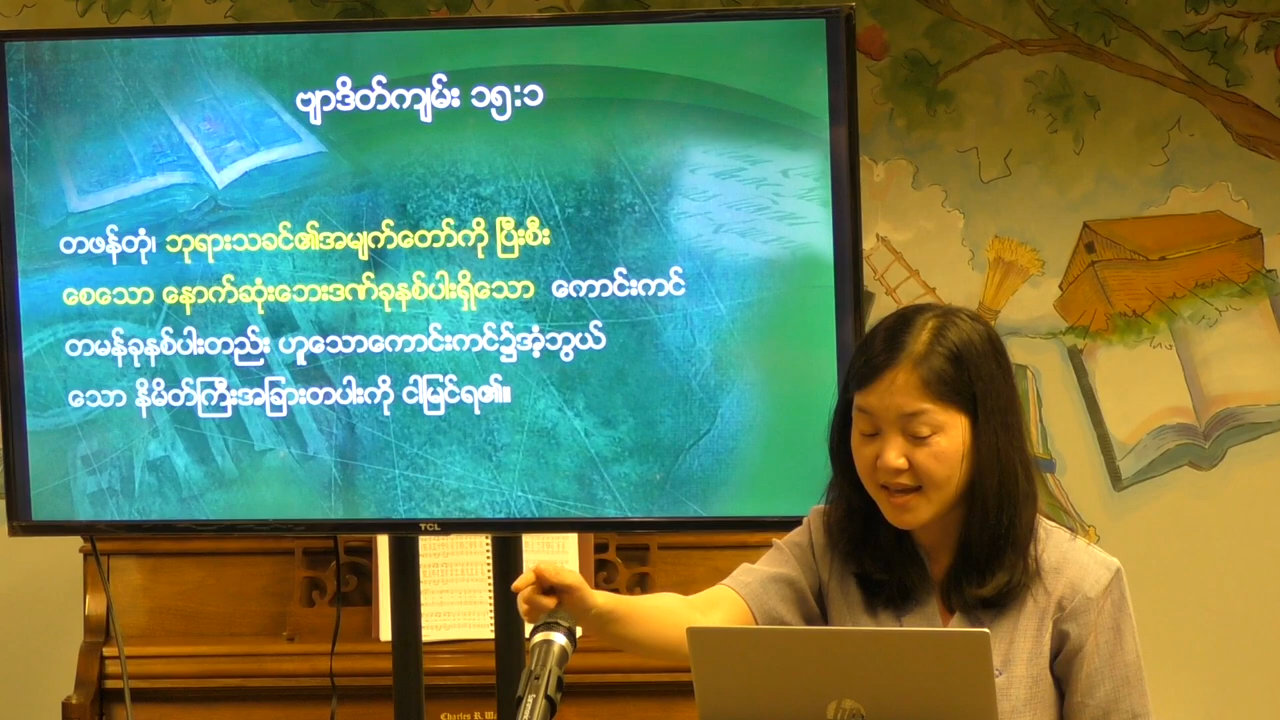 ဗျာဒိတ်ကျမ်း ၁၅:၁
တဖန်တုံ၊ ဘုရားသခင်၏အမျက်တော်ကို ပြီးစီး
စေသော နောက်ဆုံးဘေးဒဏ်ခုနစ်ပါးရှိသော ကောင်းကင်
တမန်ခုနစ်ပါးတည်း ဟူသောကောင်းကင်၌အံ့ဘွယ်
သော နိမိတ်ကြီးအခြားတပါးကို ငါမြင်ရ၏။
TCL
hp
Charles R.